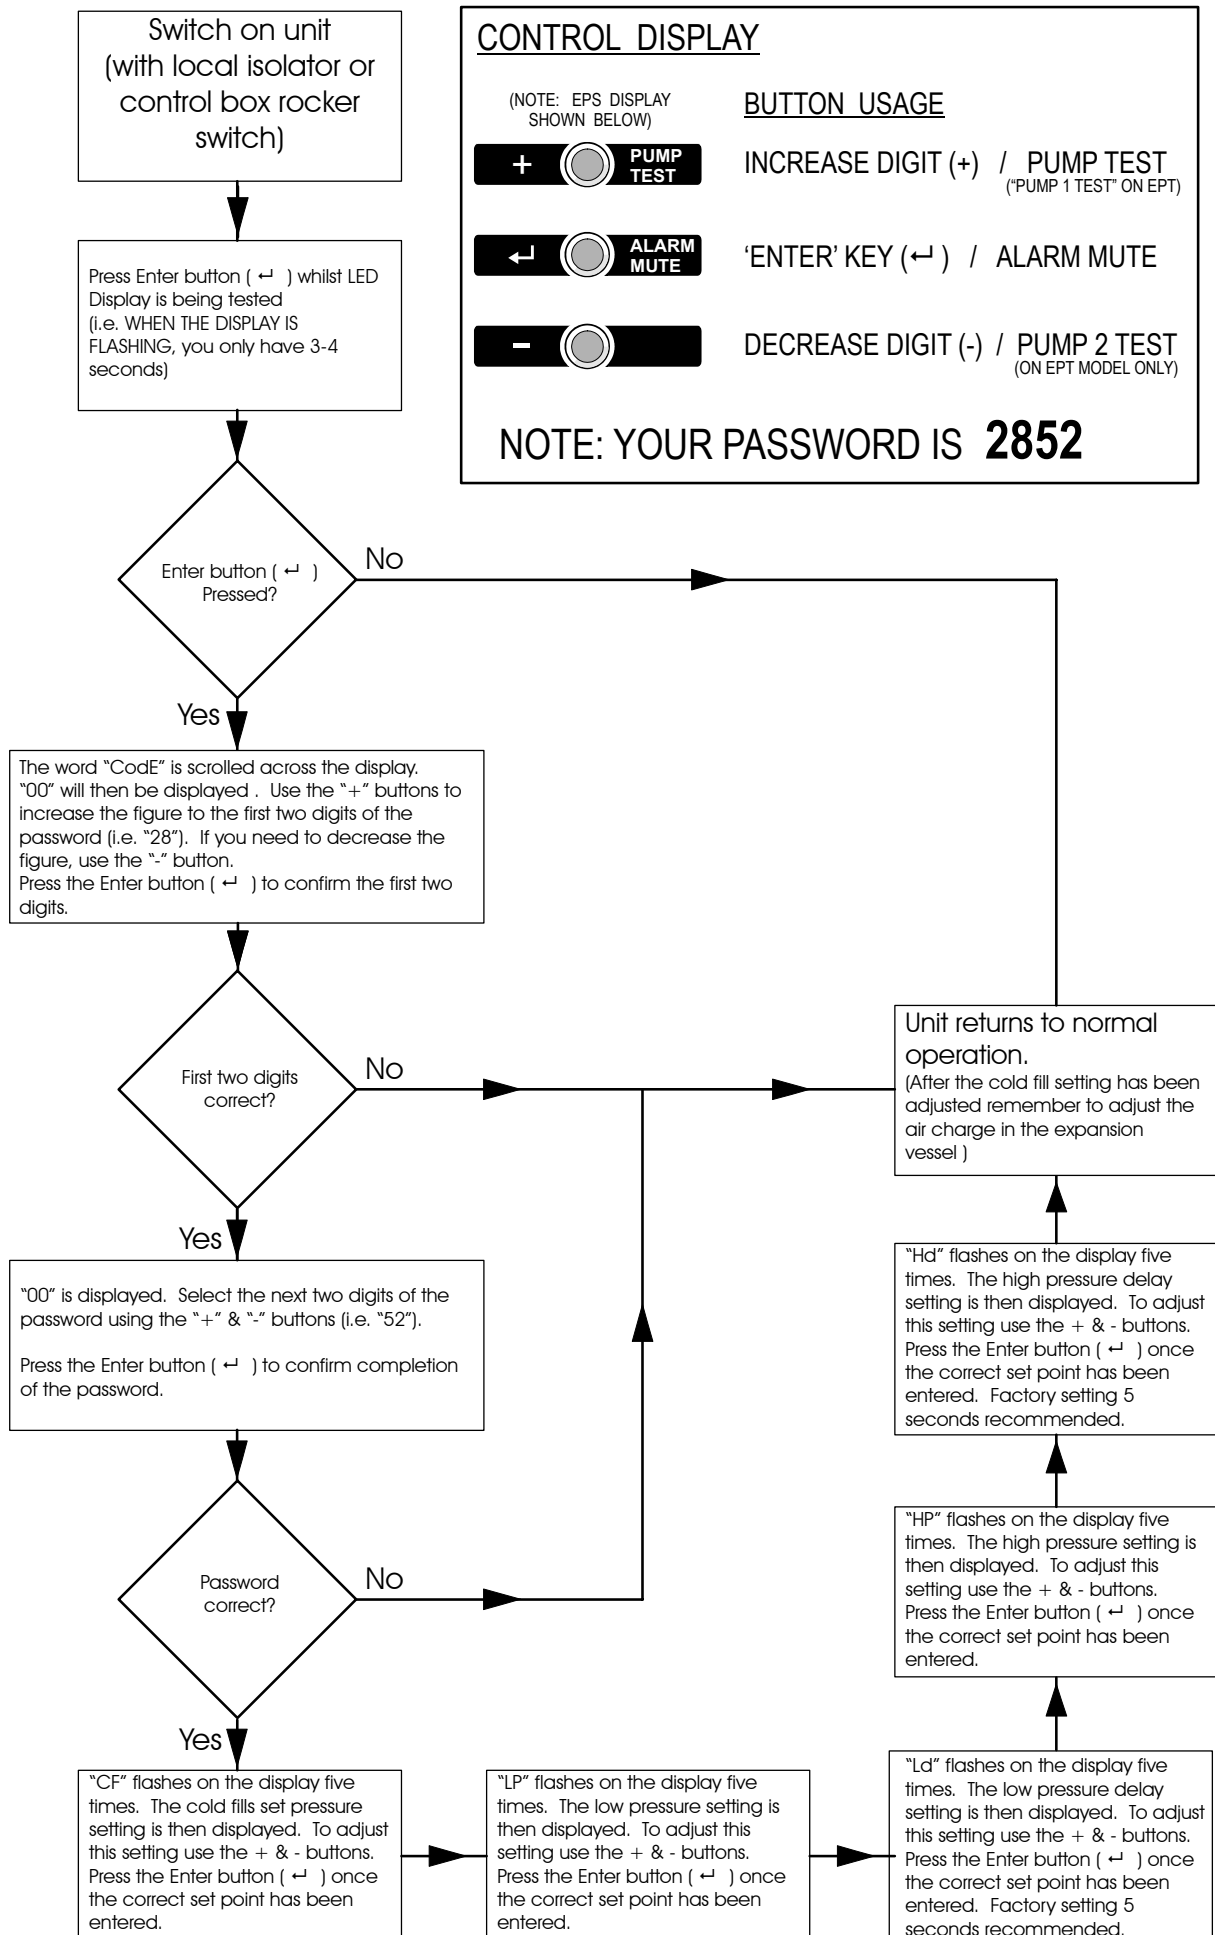 Switch on unit
(with local isolator or
control box rocker
switch)
CONTROL DISPLAY
(NOTE: EPS DISPLAY
SHOWN BELOW)
BUTTON USAGE
+ PUMP
TEST
INCREASE DIGIT (+) / PUMP TEST
("PUMP 1 TEST" ON EPT)
↵ ALARM
MUTE
‘ENTER’ KEY (↵) / ALARM MUTE
-
DECREASE DIGIT (-) / PUMP 2 TEST
(ON EPT MODEL ONLY)
NOTE: YOUR PASSWORD IS 2852
Press Enter button ( ↵ ) whilst LED
Display is being tested
(i.e. WHEN THE DISPLAY IS
FLASHING, you only have 3-4
seconds)
Enter button ( ↵ )
Pressed?
No
Yes
The word "CodE" is scrolled across the display.
"00" will then be displayed . Use the "+" buttons to
increase the figure to the first two digits of the
password (i.e. "28"). If you need to decrease the
figure, use the "-" button.
Press the Enter button ( ↵ ) to confirm the first two
digits.
First two digits
correct?
No
Yes
"00" is displayed. Select the next two digits of the
password using the "+" & "-" buttons (i.e. "52").
Press the Enter button ( ↵ ) to confirm completion
of the password.
Password
correct?
No
Yes
"CF" flashes on the display five
times. The cold fills set pressure
setting is then displayed. To adjust
this setting use the + & - buttons.
Press the Enter button ( ↵ ) once
the correct set point has been
entered.
"LP" flashes on the display five
times. The low pressure setting is
then displayed. To adjust this
setting use the + & - buttons.
Press the Enter button ( ↵ ) once
the correct set point has been
entered.
"Ld" flashes on the display five
times. The low pressure delay
setting is then displayed. To adjust
this setting use the + & - buttons.
Press the Enter button ( ↵ ) once
the correct set point has been
entered. Factory setting 5
seconds recommended.
"HP" flashes on the display five
times. The high pressure setting is
then displayed. To adjust this
setting use the + & - buttons.
Press the Enter button ( ↵ ) once
the correct set point has been
entered.
"Hd" flashes on the display five
times. The high pressure delay
setting is then displayed. To adjust
this setting use the + & - buttons.
Press the Enter button ( ↵ ) once
the correct set point has been
entered. Factory setting 5
seconds recommended.
Unit returns to normal
operation.
(After the cold fill setting has been
adjusted remember to adjust the
air charge in the expansion
vessel )